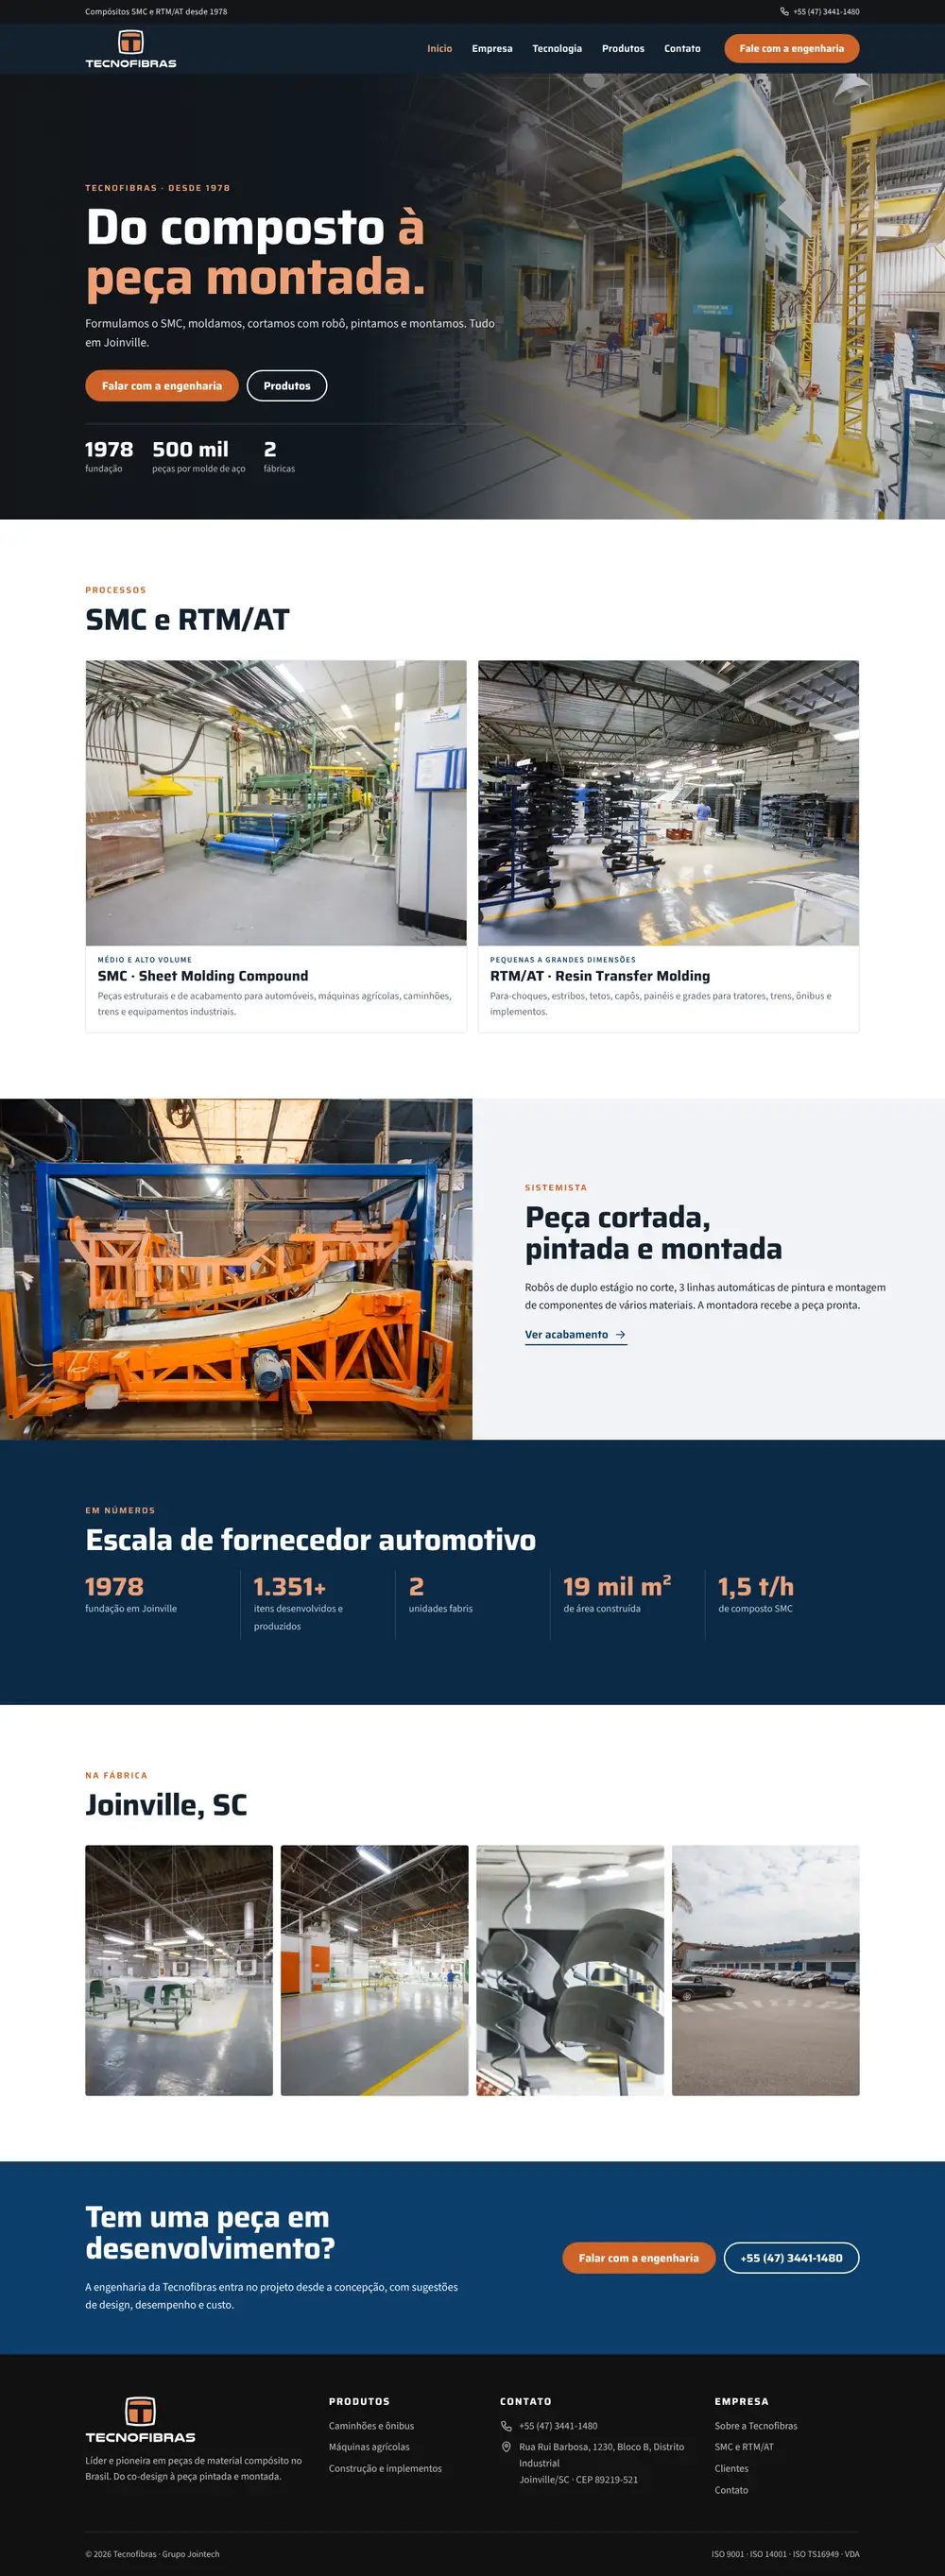 Compósitos SMC e RTM/AT desde 1978
+55 (47) 3441-1480
TECNOFIBRAS
Início
Empresa
Tecnologia
Produtos
Contato
Fale com a engenharia
TECNOFIBRAS · DESDE 1978
Do composto à
peça montada.
Formulamos o SMC, moldamos, cortamos com robô, pintamos e montamos. Tudo
em Joinville.
Falar com a engenharia
Produtos
1978
fundação
500 mil
peças por molde de aço
2
fábricas
PROCESSOS
SMC e RTM/AT
MÉDIO E ALTO VOLUME
SMC · Sheet Molding Compound
Peças estruturais e de acabamento para automóveis, máquinas agrícolas, caminhões,
trens e equipamentos industriais.
PEQUENAS A GRANDES DIMENSÕES
RTM/AT · Resin Transfer Molding
Para-choques, estribos, tetos, capôs, painéis e grades para tratores, trens, ônibus e
implementos.
SISTEMISTA
Peça cortada,
pintada e montada
Robôs de duplo estágio no corte, 3 linhas automáticas de pintura e montagem
de componentes de vários materiais. A montadora recebe a peça pronta.
Ver acabamento →
EM NÚMEROS
Escala de fornecedor automotivo
1978
fundação em Joinville
1.351+
itens desenvolvidos e
produzidos
2
unidades fabris
19 mil m²
de área construída
1,5 t/h
de composto SMC
NA FÁBRICA
Joinville, SC
Tem uma peça em
desenvolvimento?
A engenharia da Tecnofibras entra no projeto desde a concepção, com sugestões
de design, desempenho e custo.
Falar com a engenharia
+55 (47) 3441-1480
TECNOFIBRAS
Líder e pioneira em peças de material compósito no
Brasil. Do co-design à peça pintada e montada.
PRODUTOS
Caminhões e ônibus
Máquinas agrícolas
Construção e implementos
CONTATO
+55 (47) 3441-1480
Rua Rui Barbosa, 1230, Bloco B, Distrito
Industrial
Joinville/SC · CEP 89219-521
EMPRESA
Sobre a Tecnofibras
SMC e RTM/AT
Clientes
Contato
© 2026 Tecnofibras · Grupo Jointech
ISO 9001 · ISO 14001 · ISO TS16949 · VDA